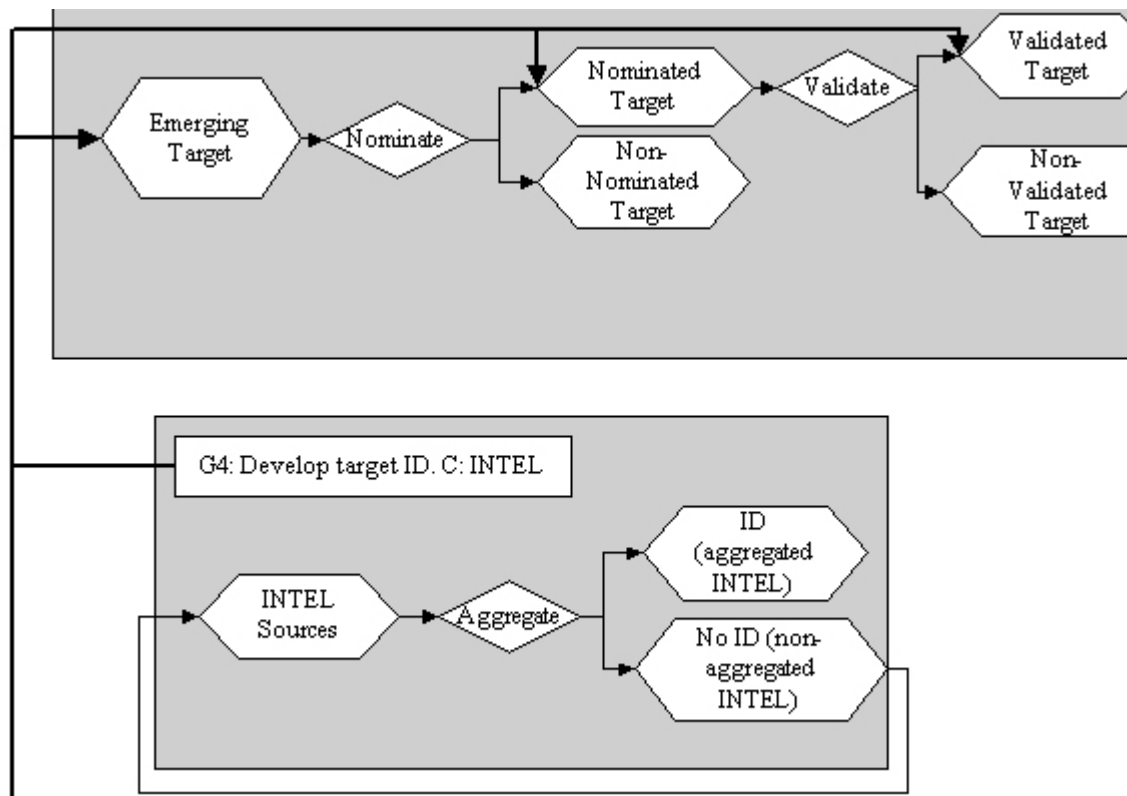 Emerging
Target
Nominate
Nominated
Target
Non-
Nominated
Target
Validate
Validated
Target
Non-
Validated
Target
G4: Develop target ID. C: INTEL
INTEL
Sources
Aggregate
ID
(aggregated
INTEL)
No ID (non-
aggregated
INTEL)